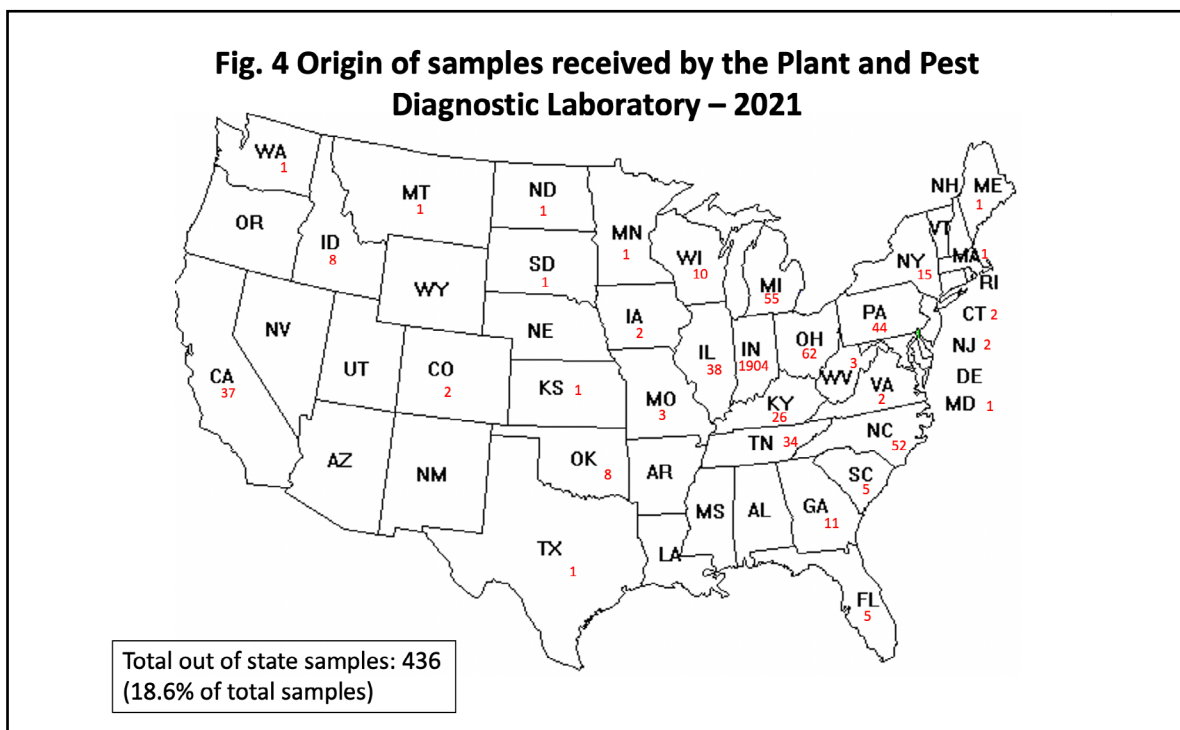 Fig. 4 Origin of samples received by the Plant and Pest
Diagnostic Laboratory – 2021
WA
1
MT
1
ND
1
MN
1
OR
ID
8
SD
1
WI
10
MI
55
NH
ME
1
VT
MA 1
NY
15
RI
WY
IA
2
PA
44
CT 2
NV
NE
IL
38
IN
1904
OH
62
NJ 2
CA
37
UT
CO
2
KS 1
MO
3
WV
3
VA
2
DE
MD 1
KY
26
AZ
NM
OK
8
AR
TN 34
NC
52
SC
5
MS
AL
GA
11
TX
1
LA
FL
5
Total out of state samples: 436
(18.6% of total samples)